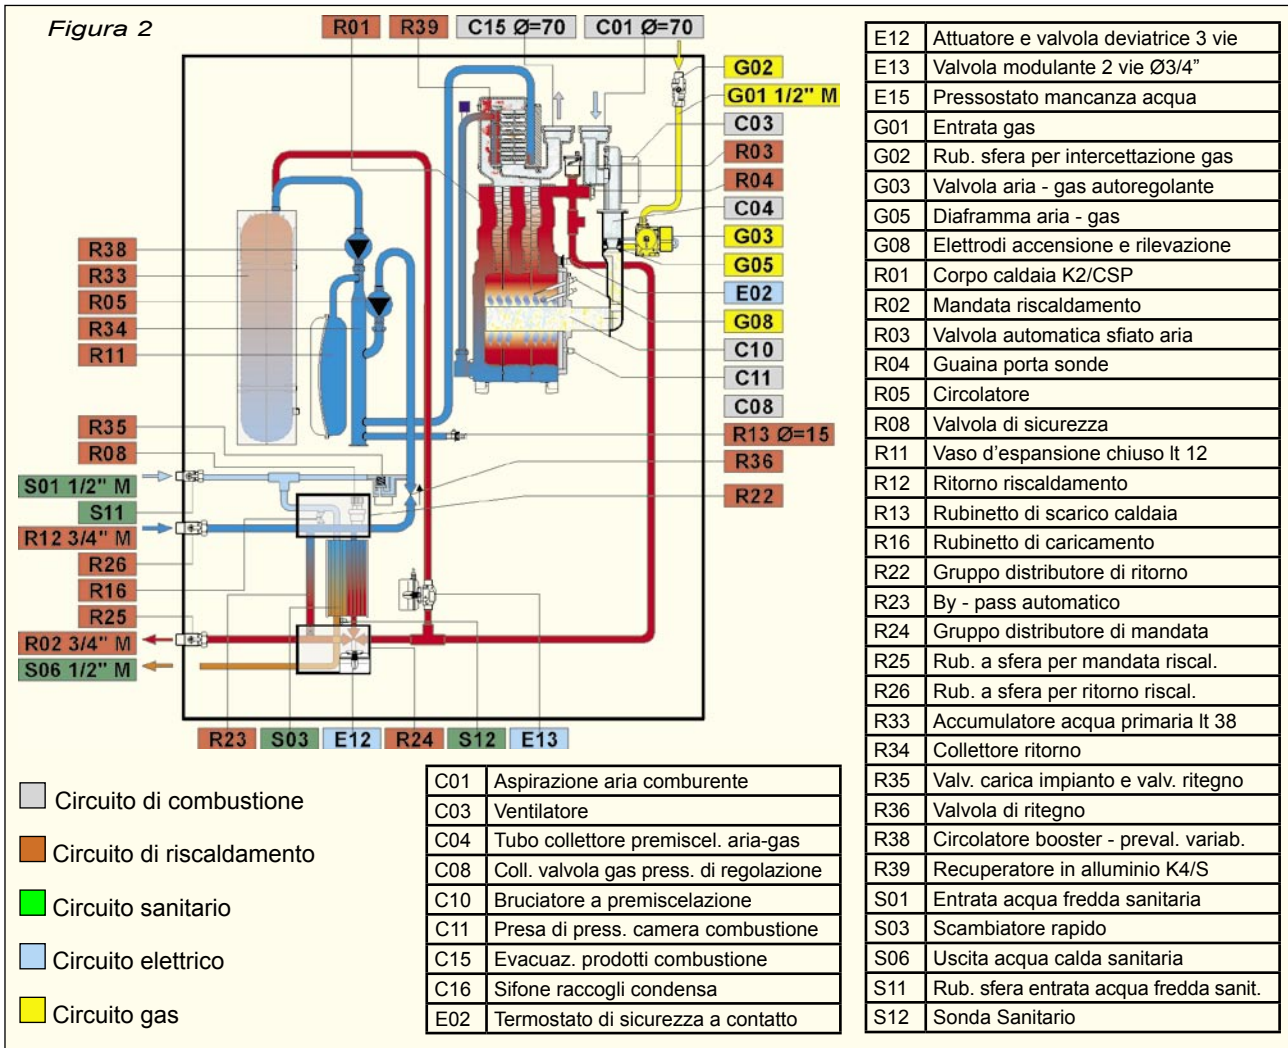 Figura 2
R01
R39
C15 Ø=70
C01 Ø=70
G02
G01 1/2" M
C03
R03
R04
C04
G03
G05
E02
G08
C10
C11
C08
R13 Ø=15
R36
R22
R38
R33
R05
R34
R11
R35
R08
S01 1/2" M
S11
R12 3/4" M
R26
R16
R25
R02 3/4" M
S06 1/2" M
R23
S03
E12
R24
S12
E13
Circuito di combustione
Circuito di riscaldamento
Circuito sanitario
Circuito elettrico
Circuito gas
C01 Aspirazione aria comburente
C03 Ventilatore
C04 Tubo collettore premiscel. aria-gas
C08 Coll. valvola gas press. di regolazione
C10 Bruciatore a premiscelazione
C11 Presa di press. camera combustione
C15 Evacuaz. prodotti combustione
C16 Sifone raccogli condensa
E02 Termostato di sicurezza a contatto
E12 Attuatore e valvola deviatrice 3 vie
E13 Valvola modulante 2 vie Ø3/4”
E15 Pressostato mancanza acqua
G01 Entrata gas
G02 Rub. sfera per intercettazione gas
G03 Valvola aria - gas autoregolante
G05 Diaframma aria - gas
G08 Elettrodi accensione e rilevazione
R01 Corpo caldaia K2/CSP
R02 Mandata riscaldamento
R03 Valvola automatica sfiato aria
R04 Guaina porta sonde
R05 Circolatore
R08 Valvola di sicurezza
R11 Vaso d’espansione chiuso lt 12
R12 Ritorno riscaldamento
R13 Rubinetto di scarico caldaia
R16 Rubinetto di caricamento
R22 Gruppo distributore di ritorno
R23 By - pass automatico
R24 Gruppo distributore di mandata
R25 Rub. a sfera per mandata riscal.
R26 Rub. a sfera per ritorno riscal.
R33 Accumulatore acqua primaria lt 38
R34 Collettore ritorno
R35 Valv. carica impianto e valv. ritegno
R36 Valvola di ritegno
R38 Circolatore booster - preval. variab.
R39 Recuperatore in alluminio K4/S
S01 Entrata acqua fredda sanitaria
S03 Scambiatore rapido
S06 Uscita acqua calda sanitaria
S11 Rub. sfera entrata acqua fredda sanit.
S12 Sonda Sanitario